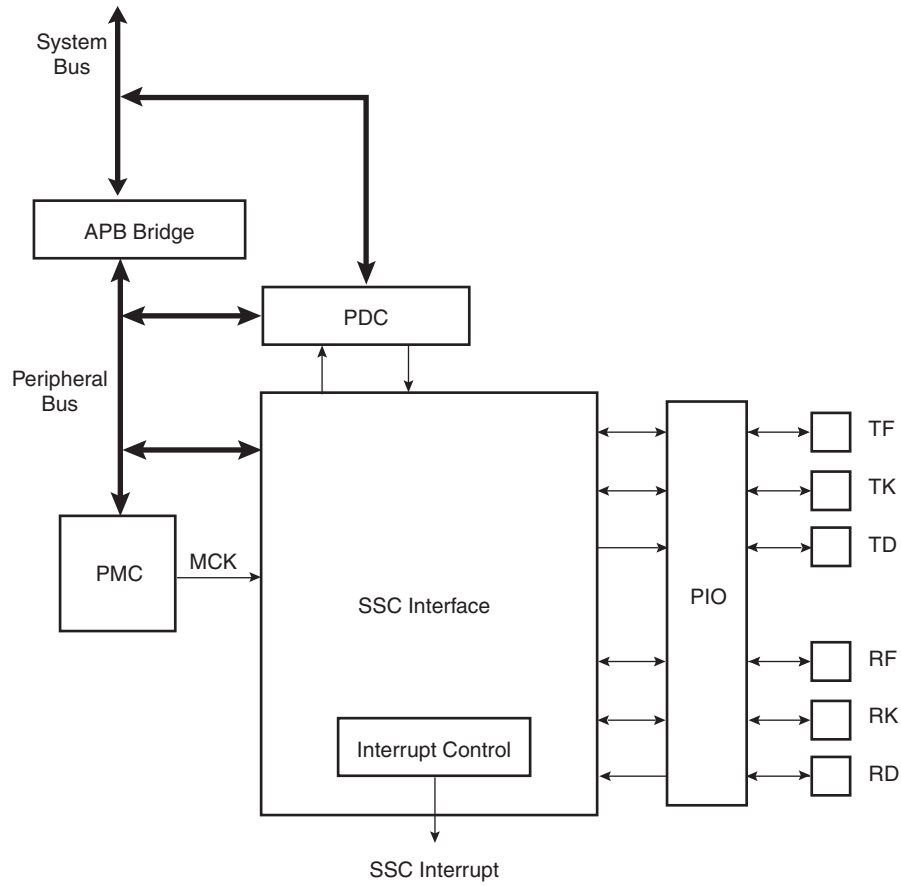 System
Bus
APB Bridge
PDC
Peripheral
Bus
TF
TK
PMC
MCK
TD
SSC Interface
PIO
RF
RK
Interrupt Control
RD
SSC Interrupt